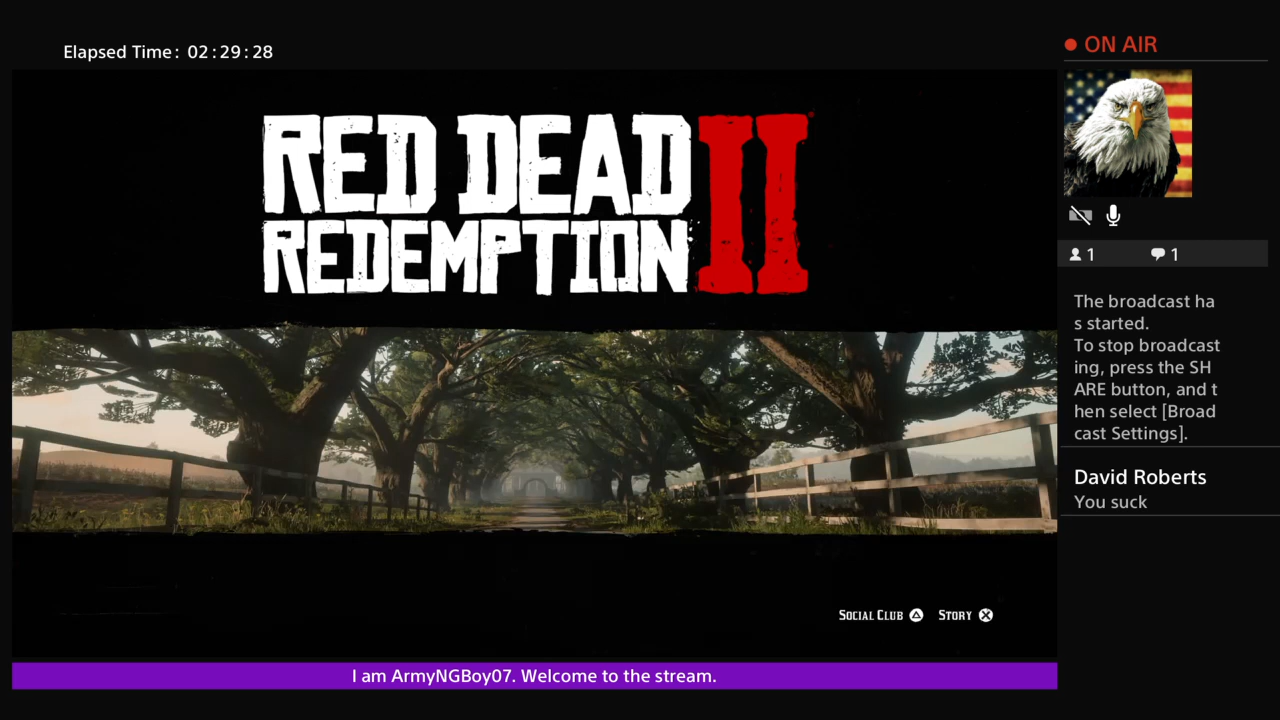 Elapsed Time: 02:29:28
ON AIR
RED DEAD
REDEMPTION II
1 1
The broadcast ha
s started.
To stop broadcast
ing, press the SH
ARE button, and t
hen select [Broad
cast Settings].
David Roberts
You suck
Social Club Story
I am ArmyNGBoy07. Welcome to the stream.